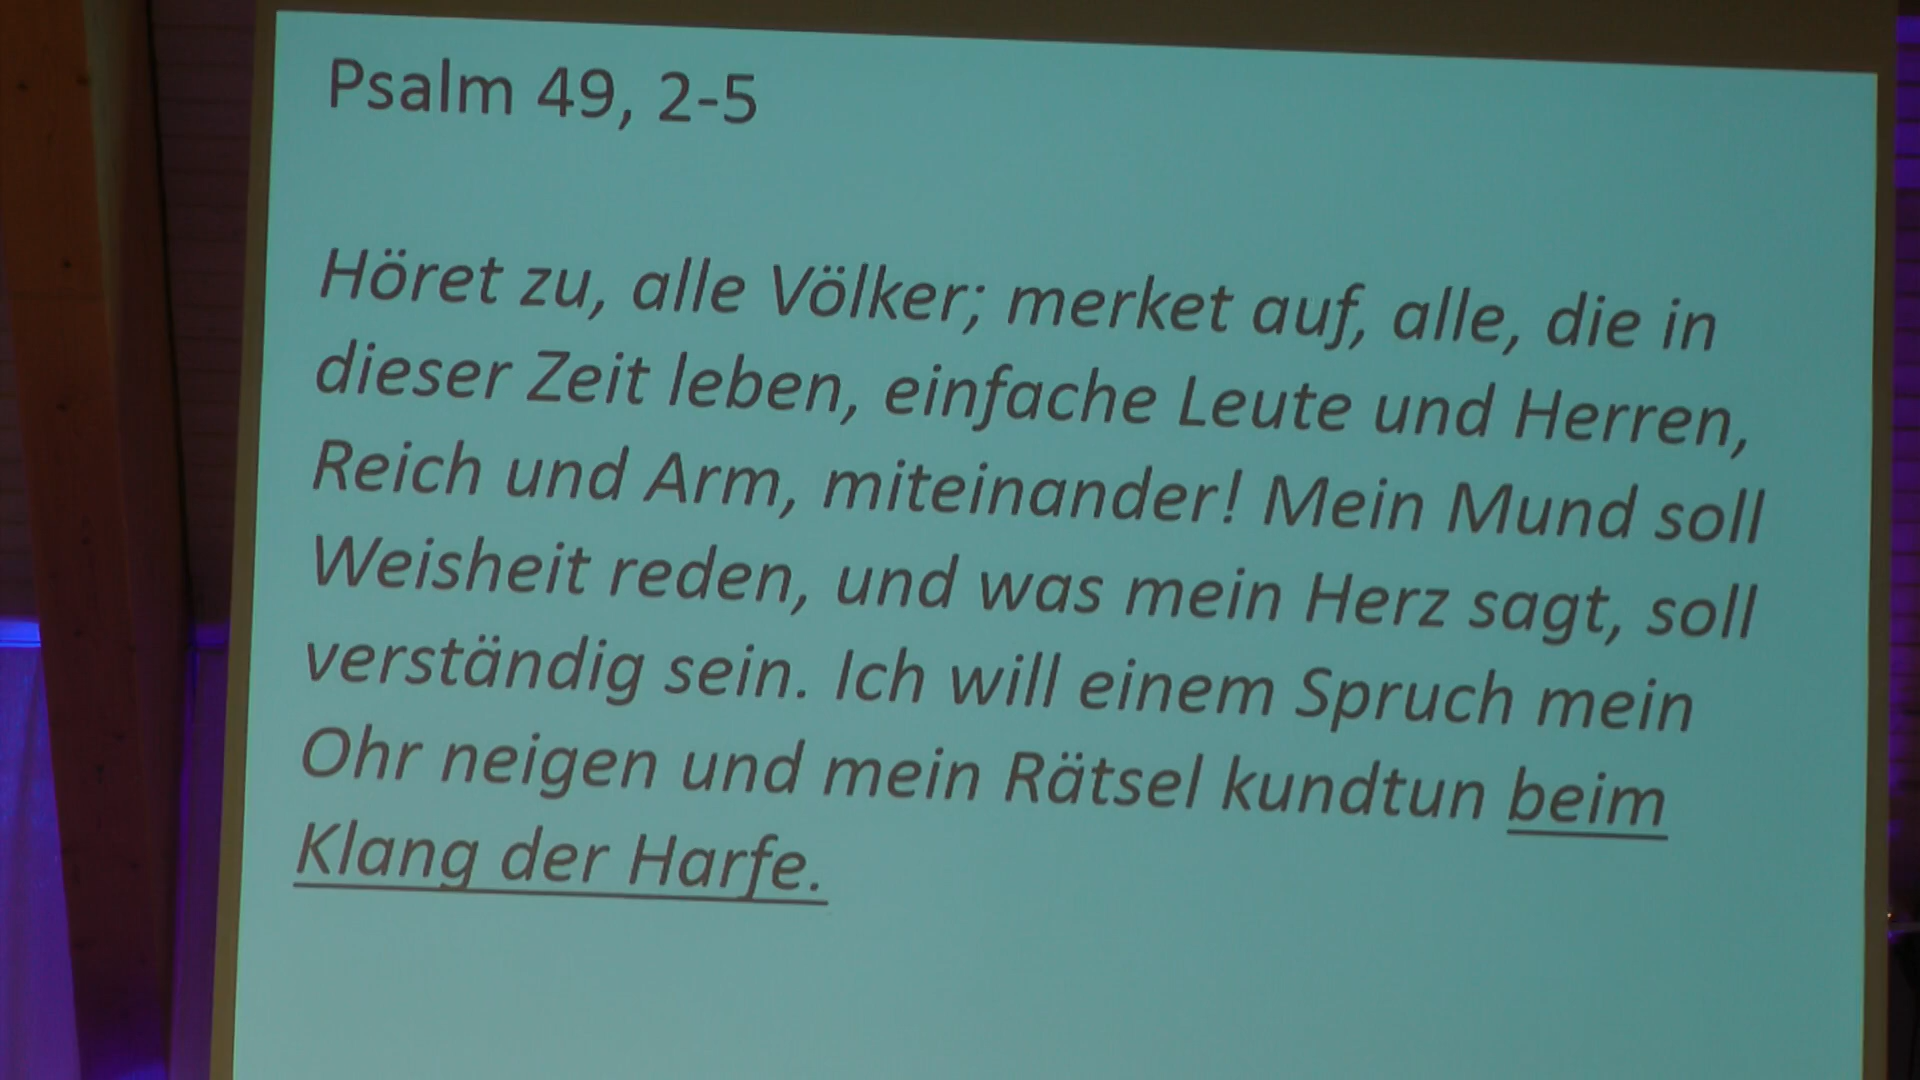 Psalm 49, 2-5
Höret zu, alle Völker; merket auf, alle, die in
dieser Zeit leben, einfache Leute und Herren,
Reich und Arm, miteinander! Mein Mund soll
Weisheit reden, und was mein Herz sagt, soll
verständig sein. Ich will einem Spruch mein
Ohr neigen und mein Rätsel kundtun beim
Klang der Harfe.